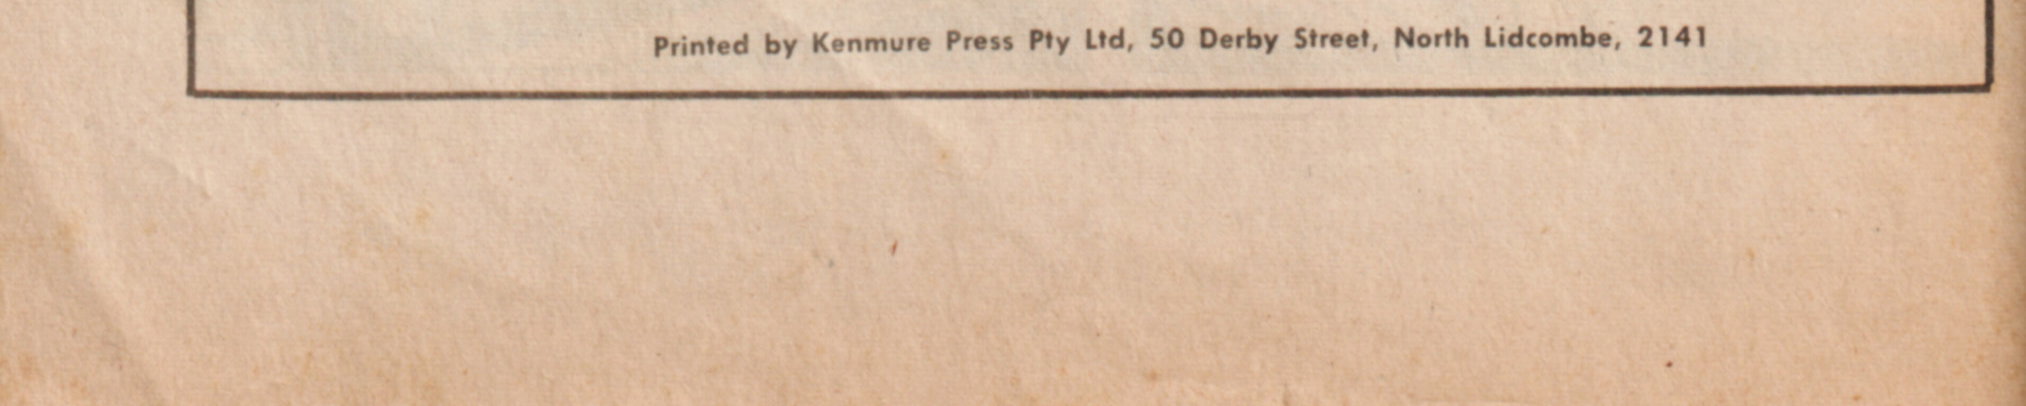 Printed by Kenmure Press Pty Ltd, 50 Derby Street, North Lidcombe, 2141